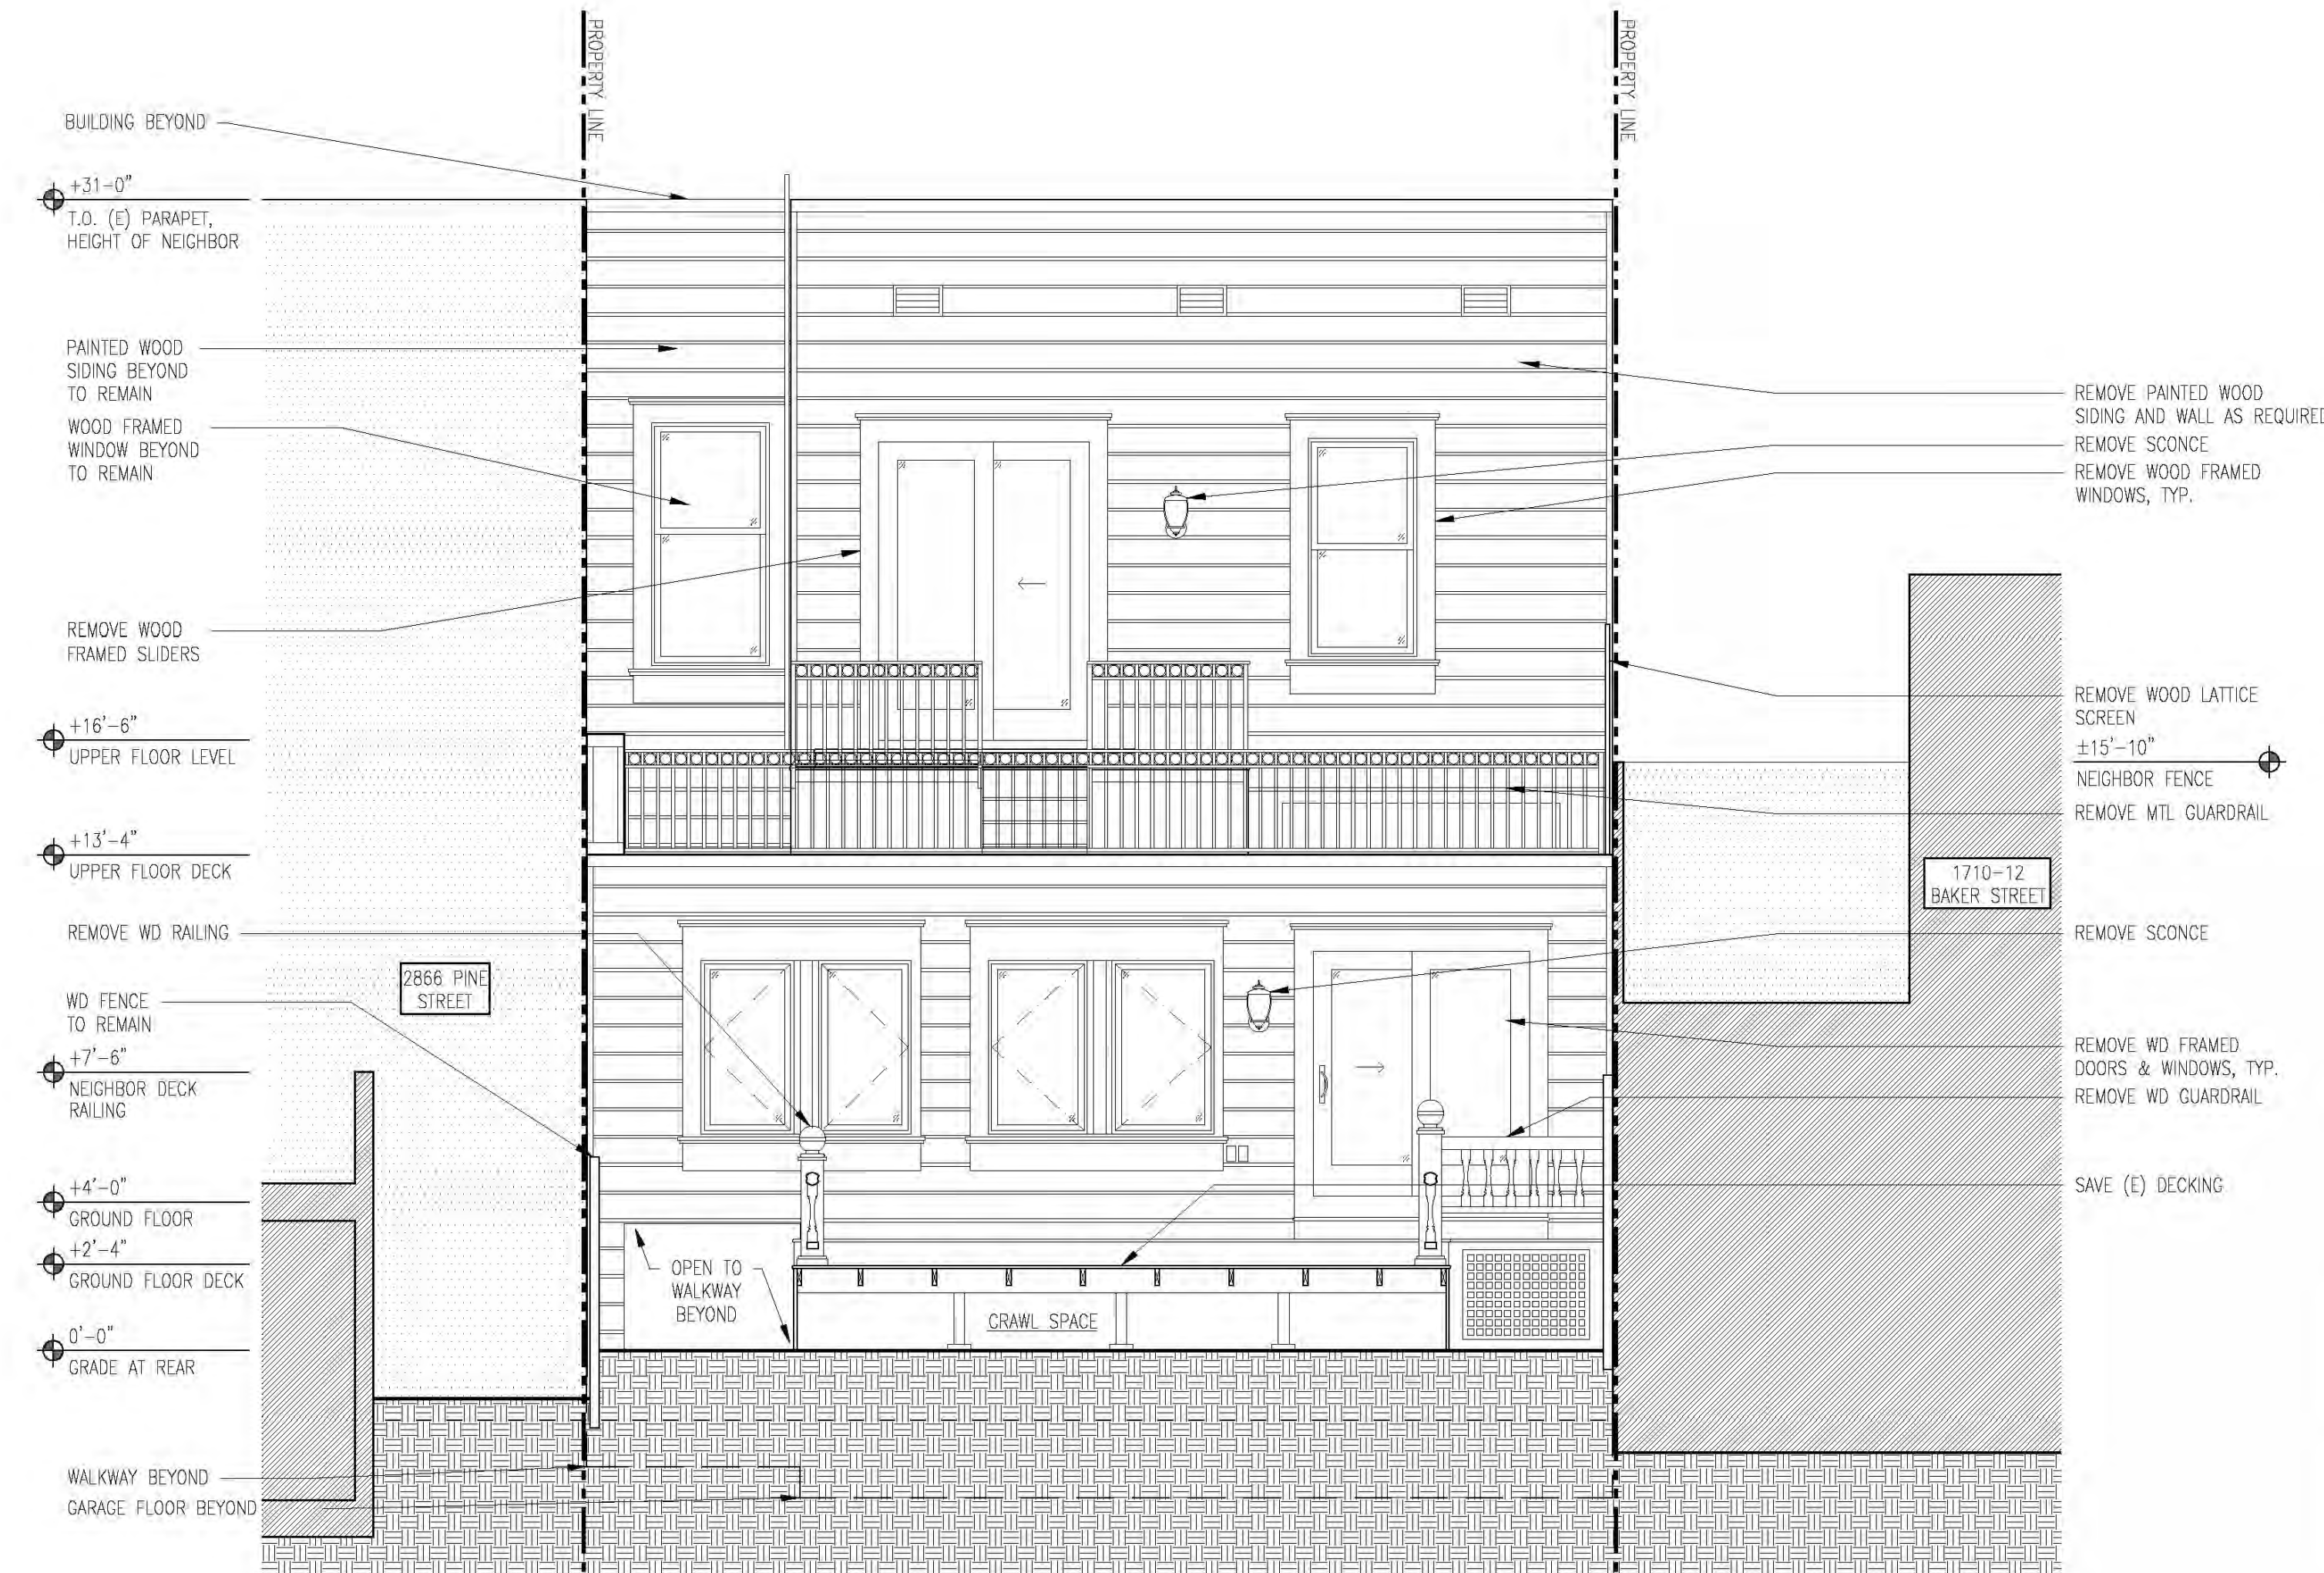 PROPERTY LINE
PROPERTY LINE
BUILDING BEYOND
+31-0"
T.O. (E) PARAPET,
HEIGHT OF NEIGHBOR
PAINTED WOOD
SIDING BEYOND
TO REMAIN
WOOD FRAMED
WINDOW BEYOND
TO REMAIN
REMOVE WOOD
FRAMED SLIDERS
+16'-6"
UPPER FLOOR LEVEL
+13'-4"
UPPER FLOOR DECK
REMOVE WD RAILING
2866 PINE
STREET
WD FENCE
TO REMAIN
+7'-6"
NEIGHBOR DECK
RAILING
+4'-0"
GROUND FLOOR
+2'-4"
GROUND FLOOR DECK
0'-0"
GRADE AT REAR
WALKWAY BEYOND
GARAGE FLOOR BEYOND
OPEN TO
WALKWAY
BEYOND
CRAWL SPACE
REMOVE PAINTED WOOD
SIDING AND WALL AS REQUIRED
REMOVE SCONCE
REMOVE WOOD FRAMED
WINDOWS, TYP.
REMOVE WOOD LATTICE
SCREEN
±15'-10"
NEIGHBOR FENCE
REMOVE MTL GUARDRAIL
1710-12
BAKER STREET
REMOVE SCONCE
REMOVE WD FRAMED
DOORS & WINDOWS, TYP.
REMOVE WD GUARDRAIL
SAVE (E) DECKING